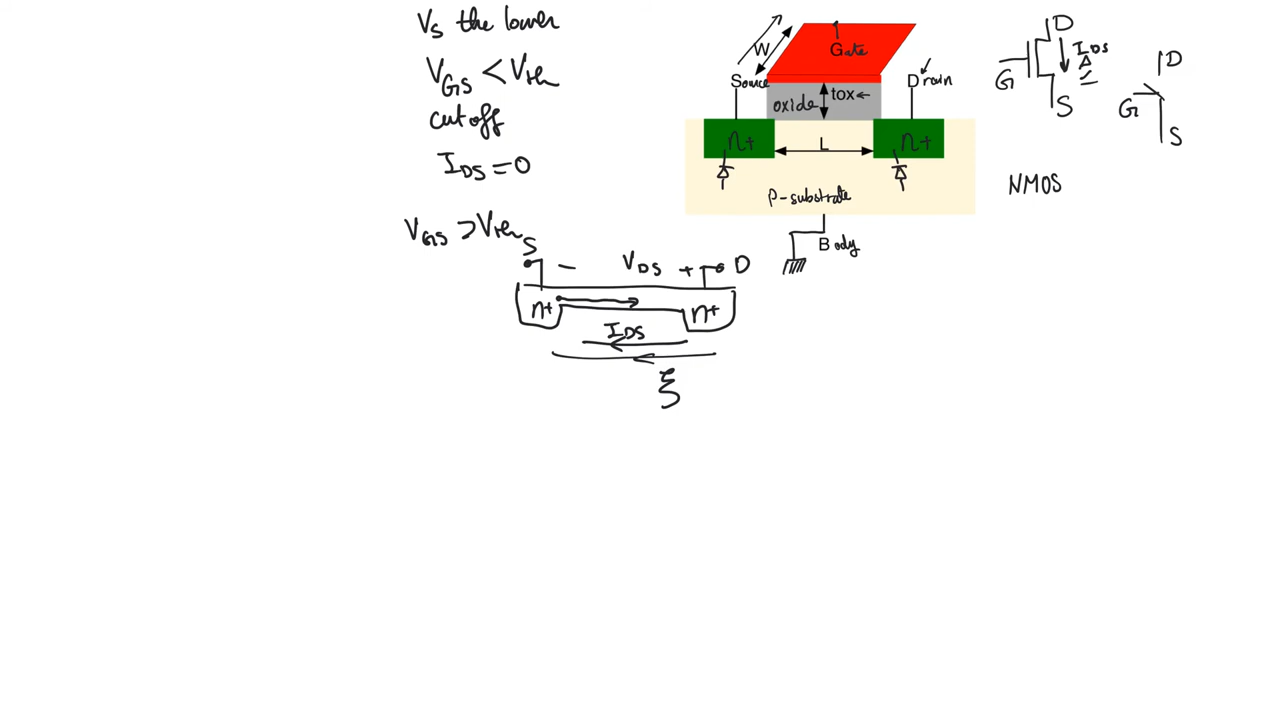 Vs the lower
VGS < Vth
cutoff
IDS = 0
VGS > Vth
S
− VDS + D
n+ n+
IDS
ξ
W
Gate
Souce
Drain
oxide
tox
n+
L
n+
P-substrate
Body
D
G
IDS
S
D
G
S
NMOS